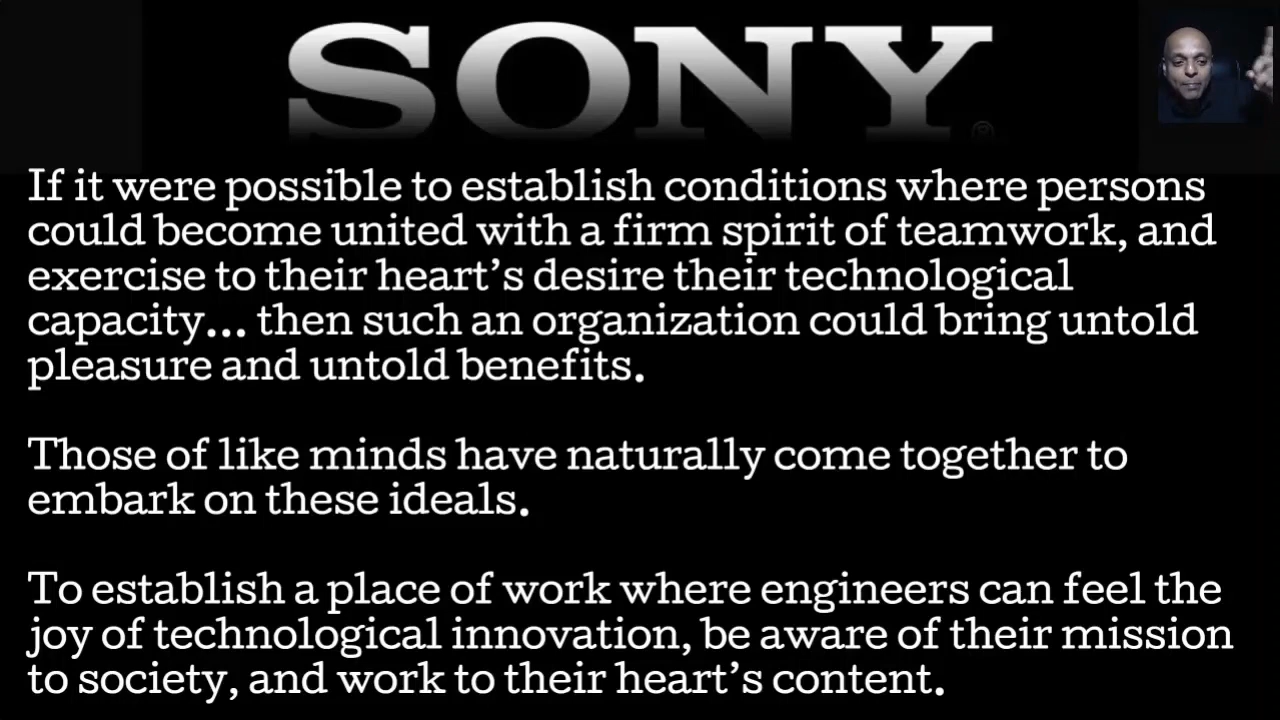 SONY
®
If it were possible to establish conditions where persons
could become united with a firm spirit of teamwork, and
exercise to their heart's desire their technological
capacity... then such an organization could bring untold
pleasure and untold benefits.
Those of like minds have naturally come together to
embark on these ideals.
To establish a place of work where engineers can feel the
joy of technological innovation, be aware of their mission
to society, and work to their heart's content.